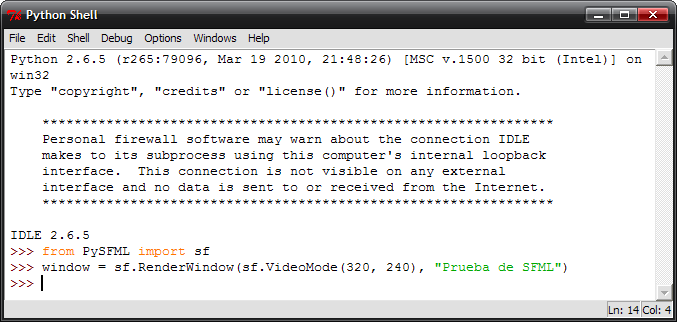 Python Shell
File Edit Shell Debug Options Windows Help
Python 2.6.5 (r265:79096, Mar 19 2010, 21:48:26) [MSC v.1500 32 bit (Intel)] on
win32
Type "copyright", "credits" or "license()" for more information.
****************************************************************
Personal firewall software may warn about the connection IDLE
makes to its subprocess using this computer's internal loopback
interface.  This connection is not visible on any external
interface and no data is sent to or received from the Internet.
****************************************************************
IDLE 2.6.5
>>> from PySFML import sf
>>> window = sf.RenderWindow(sf.VideoMode(320, 240), "Prueba de SFML")
>>>
Ln: 14 Col: 4